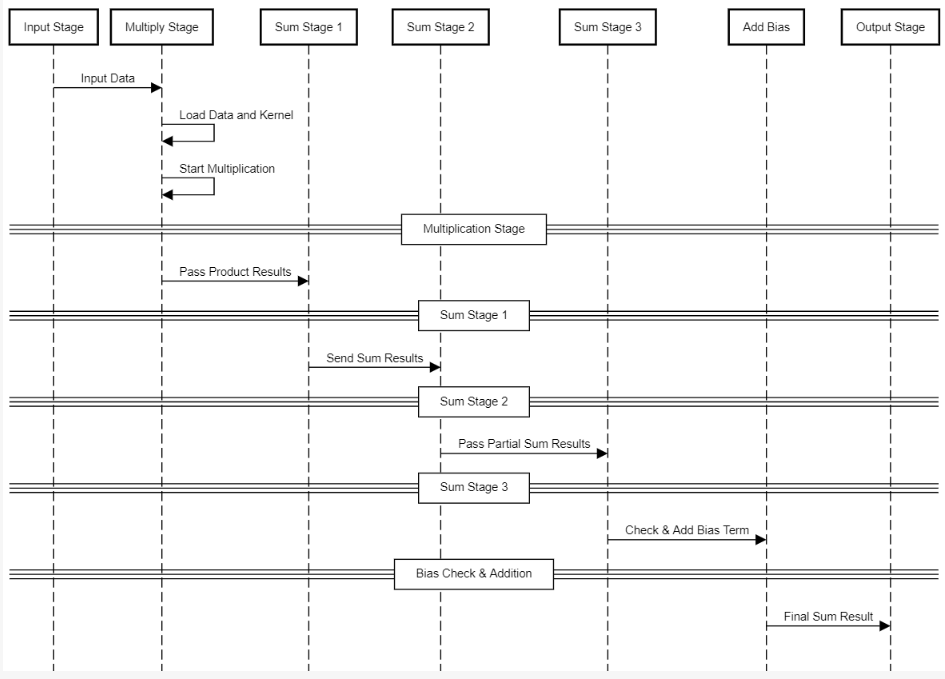 Input Stage
Multiply Stage
Sum Stage 1
Sum Stage 2
Sum Stage 3
Add Bias
Output Stage
Input Data
Load Data and Kernel
Start Multiplication
Multiplication Stage
Pass Product Results
Sum Stage 1
Send Sum Results
Sum Stage 2
Pass Partial Sum Results
Sum Stage 3
Check & Add Bias Term
Bias Check & Addition
Final Sum Result